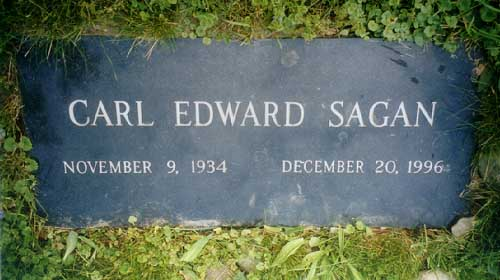 CARL EDWARD SAGAN
NOVEMBER 9, 1934 DECEMBER 20, 1996